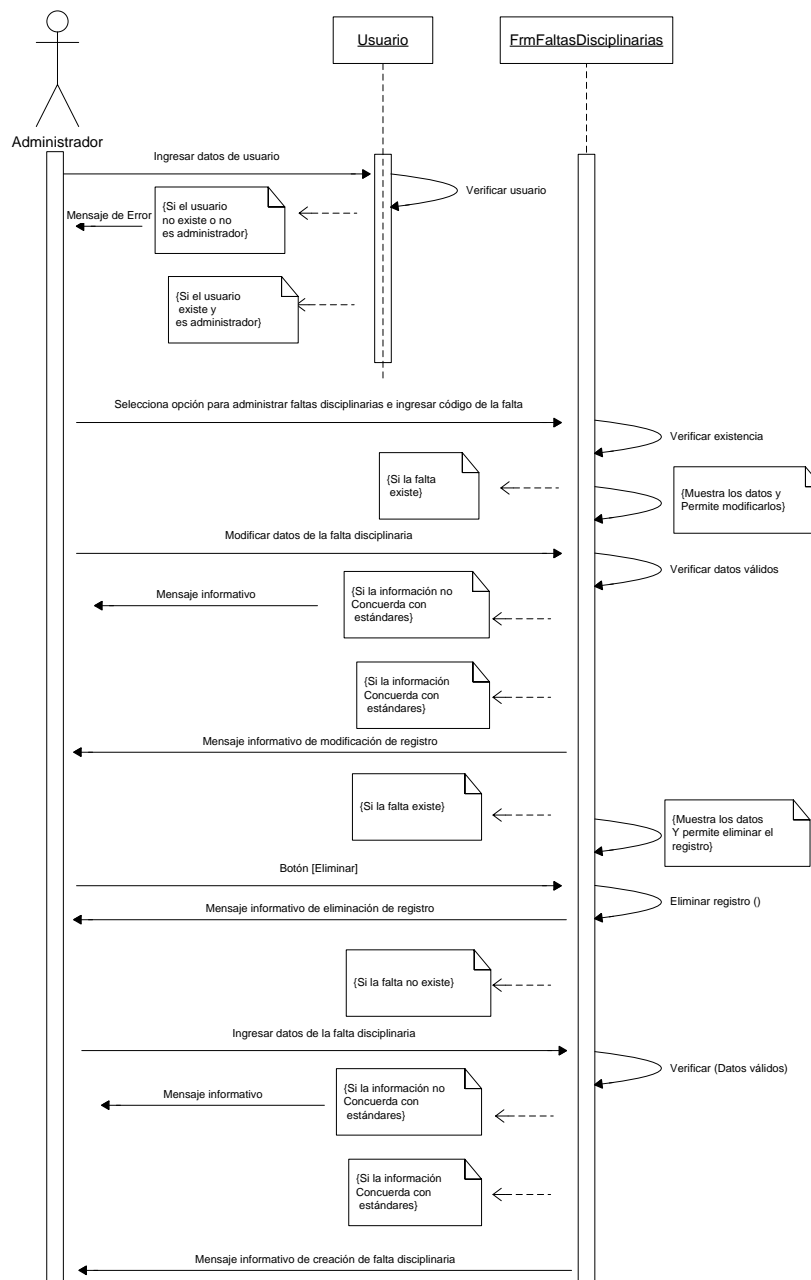 Usuario
FrmFaltasDisciplinarias
Administrador
Ingresar datos de usuario
Verificar usuario
{Si el usuario
no existe o no
es administrador}
Mensaje de Error
{Si el usuario
existe y
es administrador}
Selecciona opción para administrar faltas disciplinarias e ingresar código de la falta
Verificar existencia
{Si la falta
existe}
{Muestra los datos y
Permite modificarlos}
Modificar datos de la falta disciplinaria
Verificar datos válidos
{Si la información no
Concuerda con
estándares}
Mensaje informativo
{Si la información
Concuerda con
estándares}
Mensaje informativo de modificación de registro
{Si la falta existe}
{Muestra los datos
Y permite eliminar el
registro}
Botón [Eliminar]
Eliminar registro ()
Mensaje informativo de eliminación de registro
{Si la falta no existe}
Ingresar datos de la falta disciplinaria
Verificar (Datos válidos)
{Si la información no
Concuerda con
estándares}
Mensaje informativo
{Si la información
Concuerda con
estándares}
Mensaje informativo de creación de falta disciplinaria